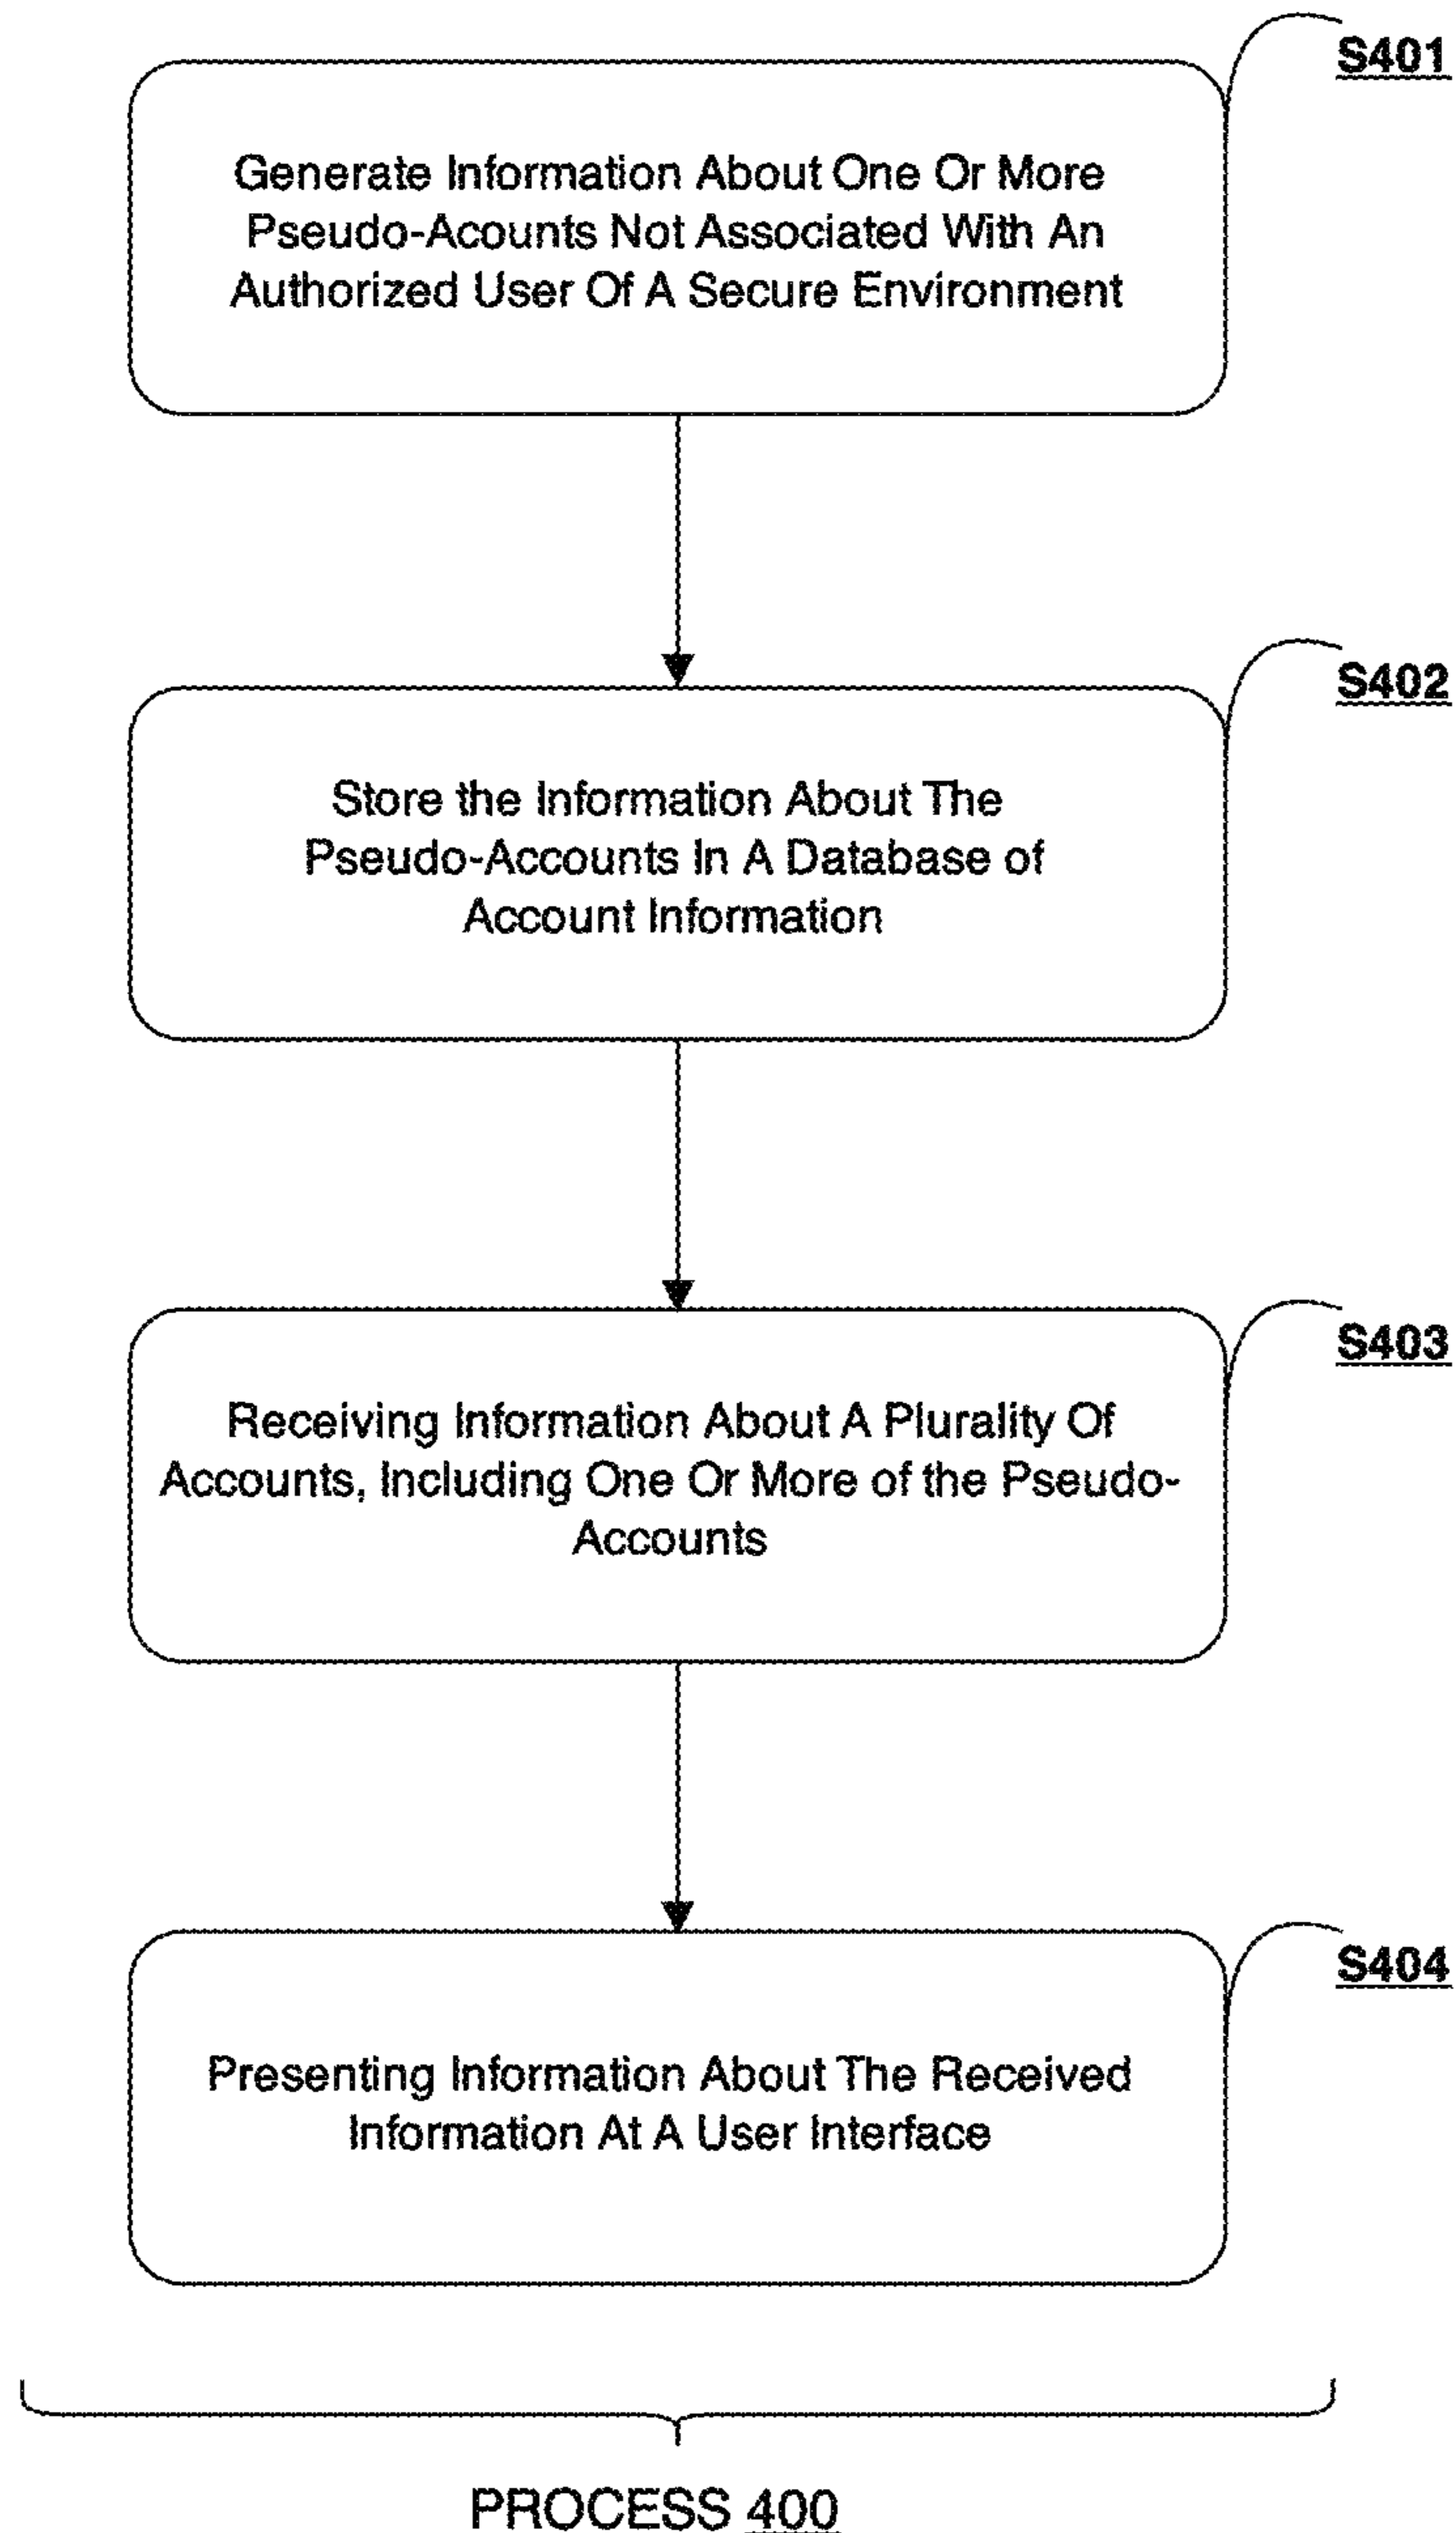 S401
Generate Information About One Or More
Pseudo-Acounts Not Associated With An
Authorized User Of A Secure Environment
S402
Store the Information About The
Pseudo-Accounts In A Database of
Account Information
S403
Receiving Information About A Plurality Of
Accounts, Including One Or More of the Pseudo-
Accounts
S404
Presenting Information About The Received
Information At A User Interface
PROCESS 400